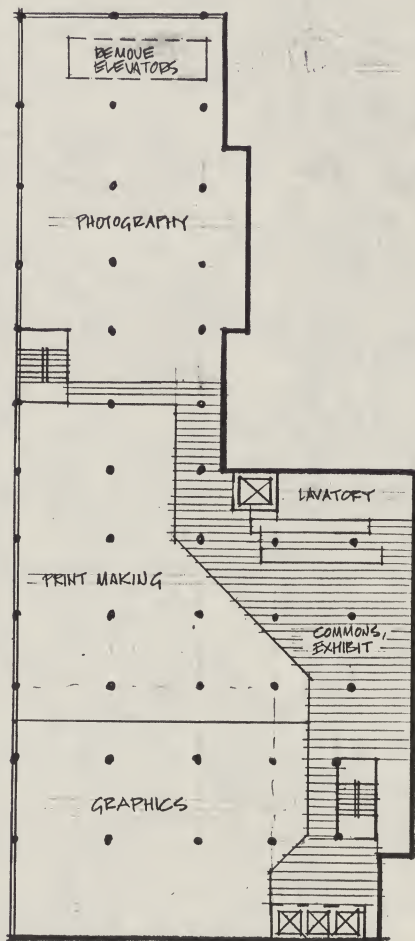 REMOVE
ELEVATORS
PHOTOGRAPHY
LAVATORY
PRINT MAKING
COMMONS,
EXHIBIT
GRAPHICS